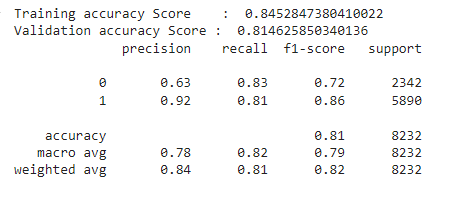 Training accuracy Score    :  0.8452847380410022
Validation accuracy Score :  0.814625850340136
              precision    recall  f1-score   support
           0       0.63      0.83      0.72      2342
           1       0.92      0.81      0.86      5890
    accuracy                           0.81      8232
   macro avg       0.78      0.82      0.79      8232
weighted avg       0.84      0.81      0.82      8232